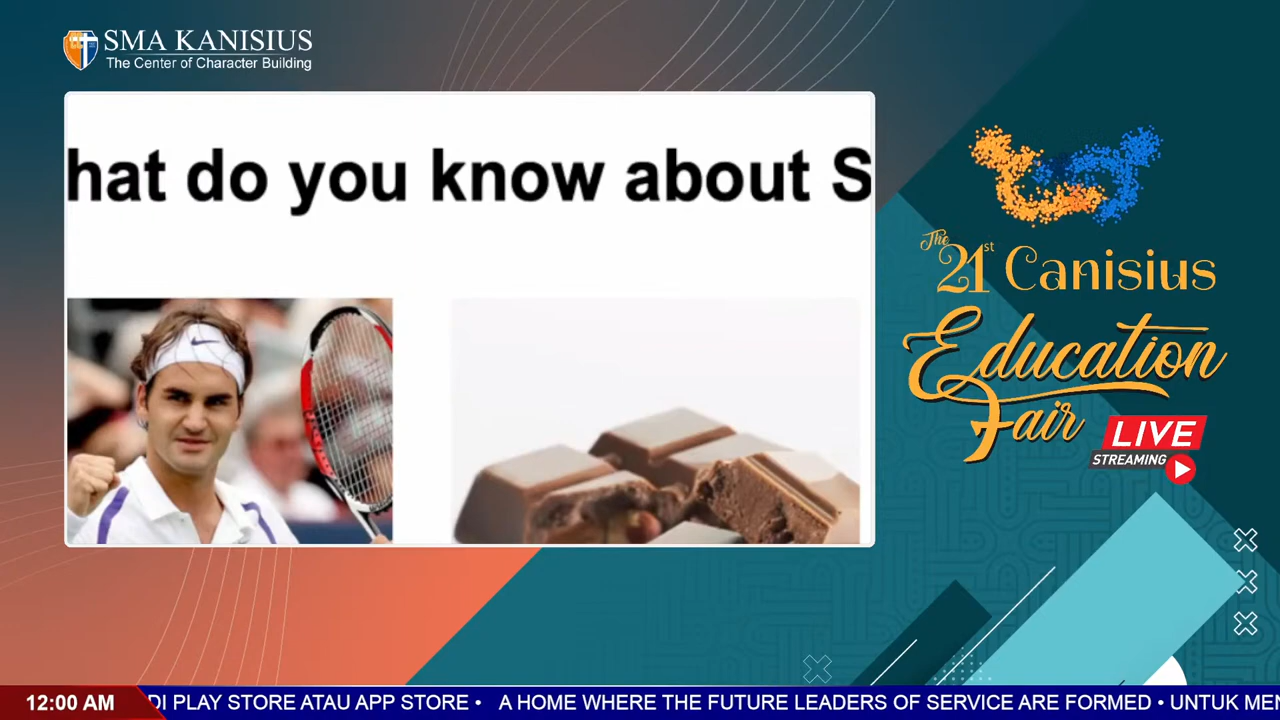 SMA KANISIUS
The Center of Character Building
hat do you know about S
The
21st Canisius
Education
Fair
LIVE
STREAMING
12:00 AM
DI PLAY STORE ATAU APP STORE • A HOME WHERE THE FUTURE LEADERS OF SERVICE ARE FORMED • UNTUK MEN